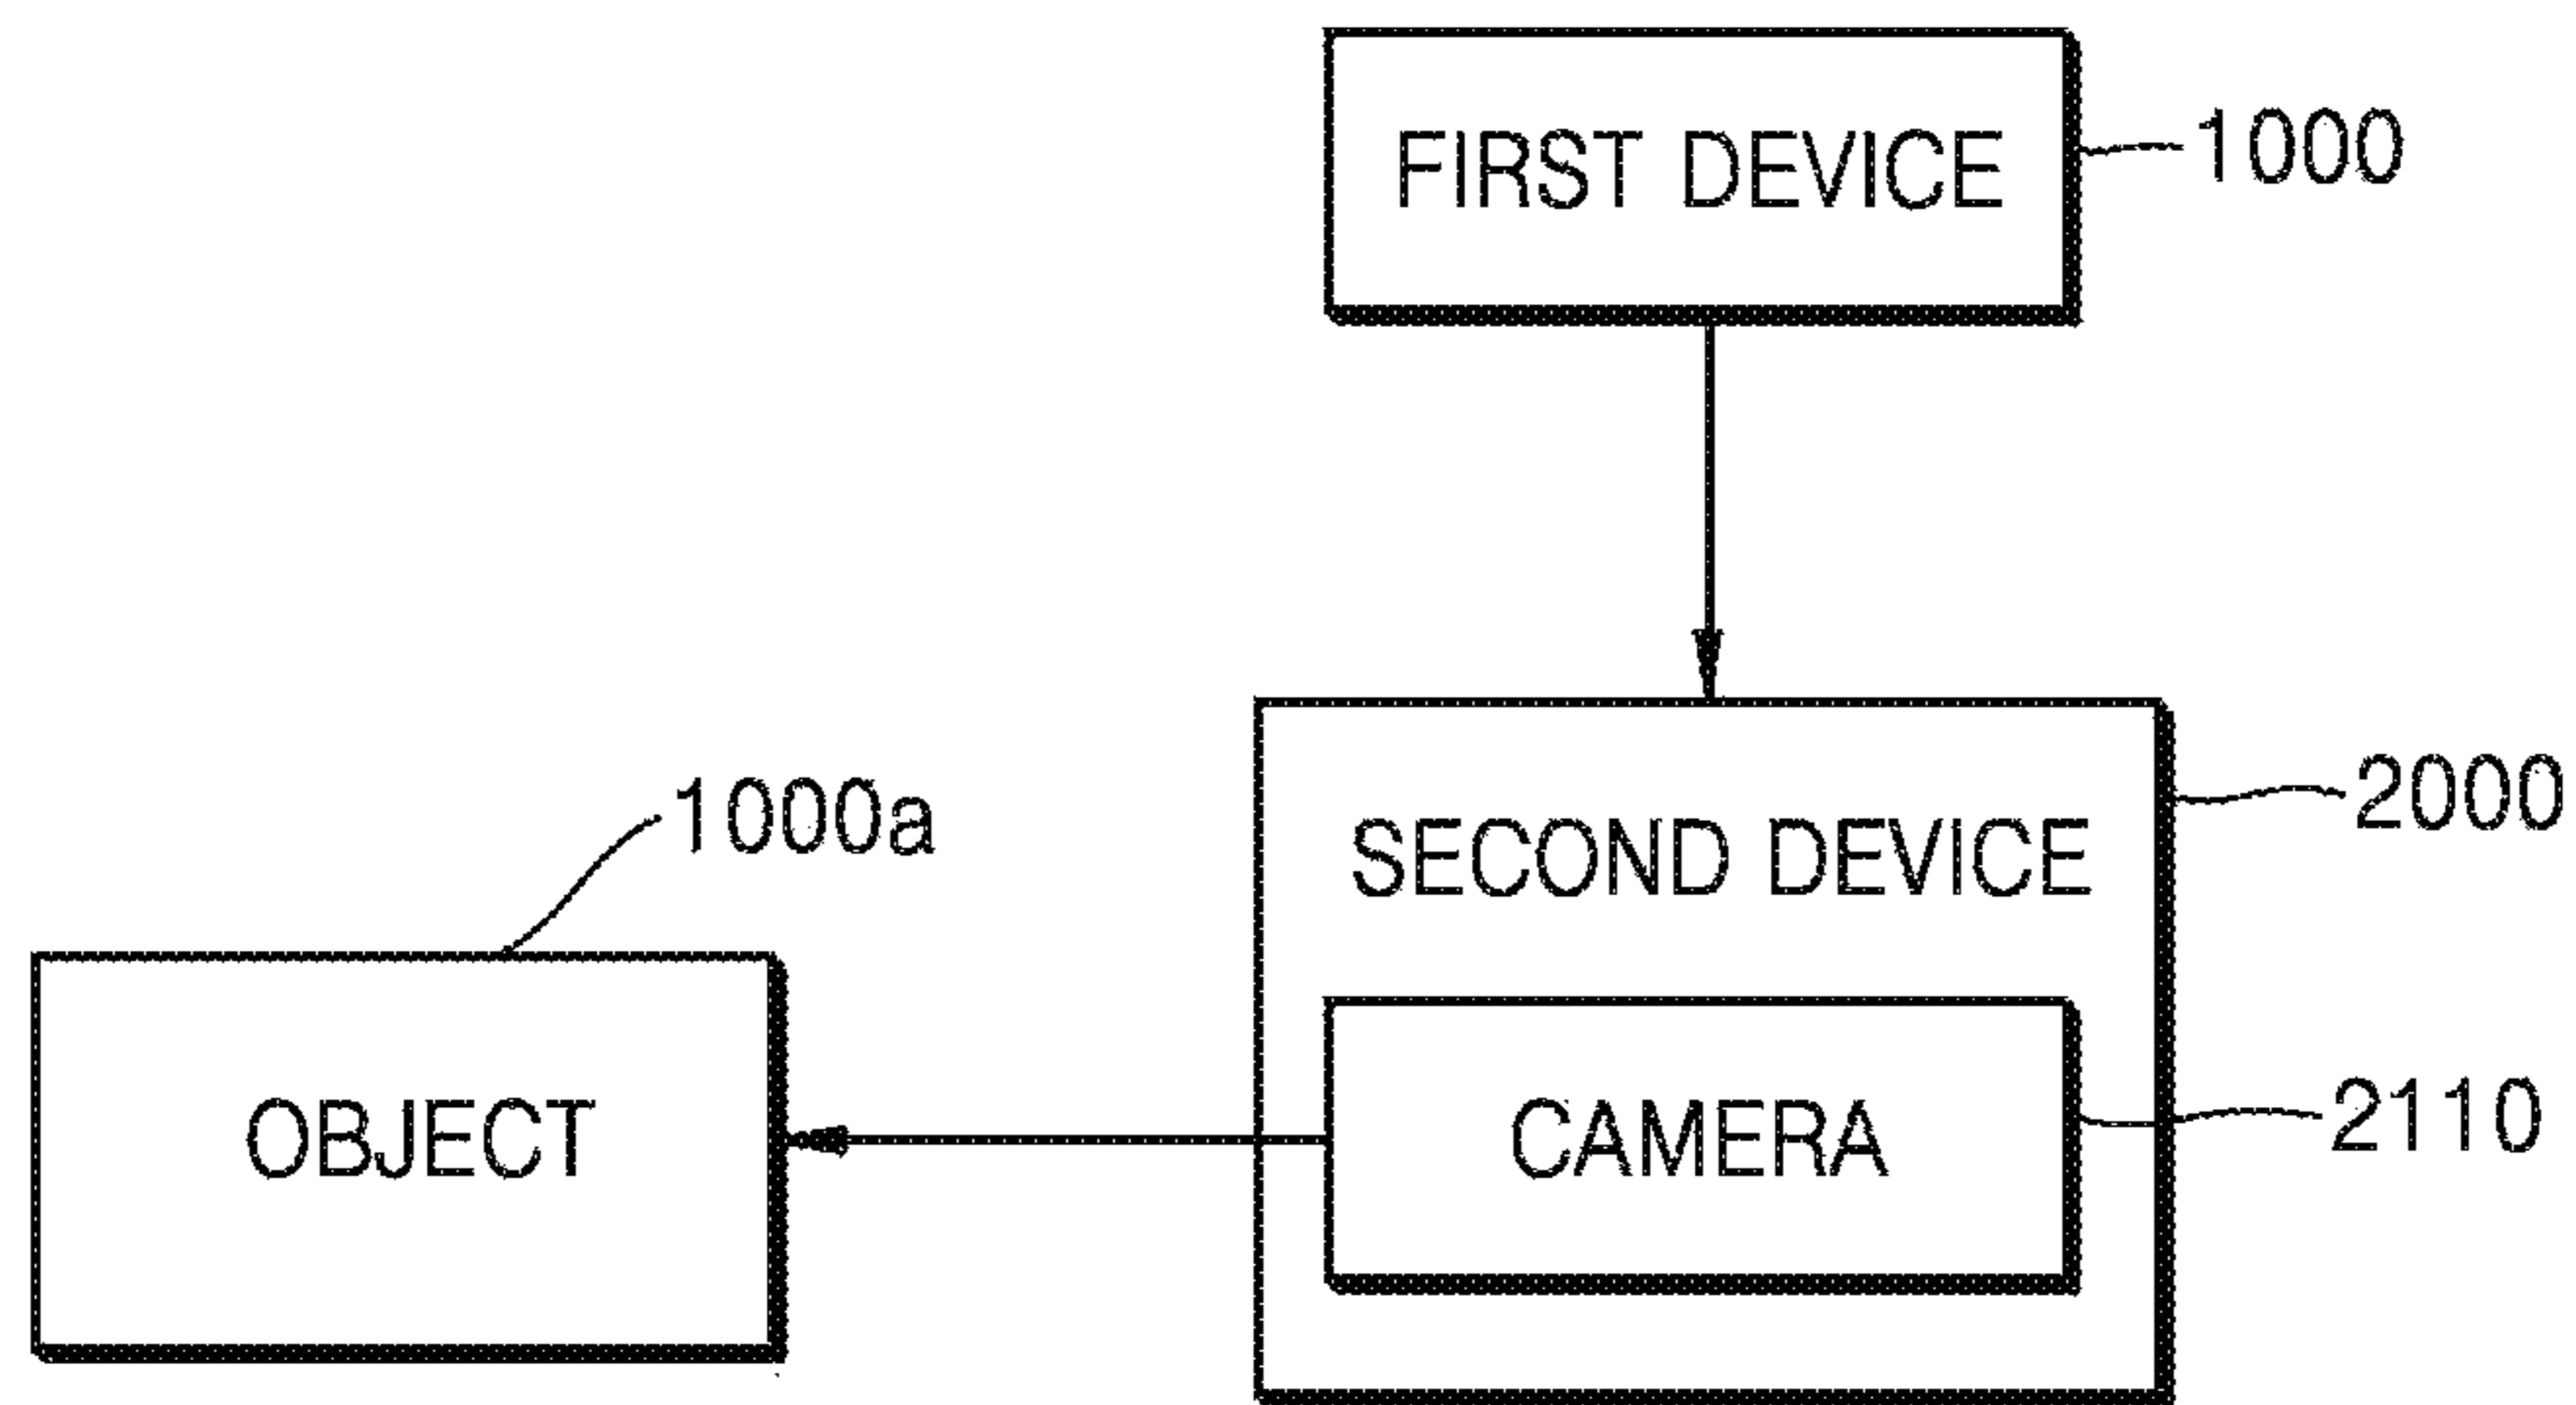 FIRST DEVICE
1000
1000a
2000
SECOND DEVICE
OBJECT
CAMERA
2110